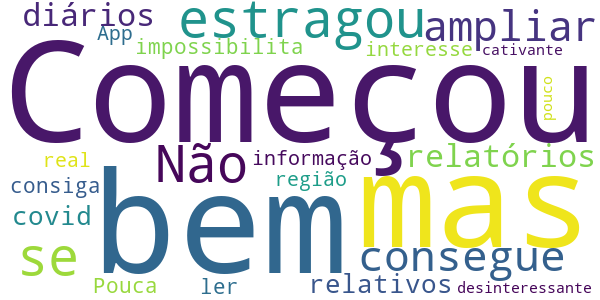 diários
estragou
ampliar
App
impossibilita
interesse
cativante
Começou
pouco
Não
informação
relatórios
real
região
consiga
bem
mas
covid
se
consegue
Pouca
ler
relativos
desinteressante